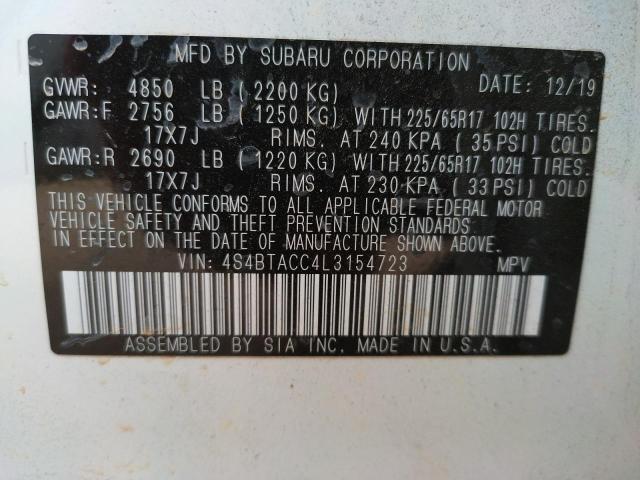 MFD BY SUBARU CORPORATION
GVWR: 4850 LB (2200 KG) DATE: 12/19
GAWR:F 2756 LB (1250 KG) WITH 225/65R17 102H TIRES.
17X7J RIMS. AT 240 KPA (35 PSI) COLD
GAWR:R 2690 LB (1220 KG) WITH 225/65R17 102H TIRES.
17X7J RIMS. AT 230 KPA (33 PSI) COLD
THIS VEHICLE CONFORMS TO ALL APPLICABLE FEDERAL MOTOR
VEHICLE SAFETY AND THEFT PREVENTION STANDARDS
IN EFFECT ON THE DATE OF MANUFACTURE SHOWN ABOVE.
VIN: 4S4BTACC4L3154723 MPV
ASSEMBLED BY SIA INC. MADE IN U.S.A.